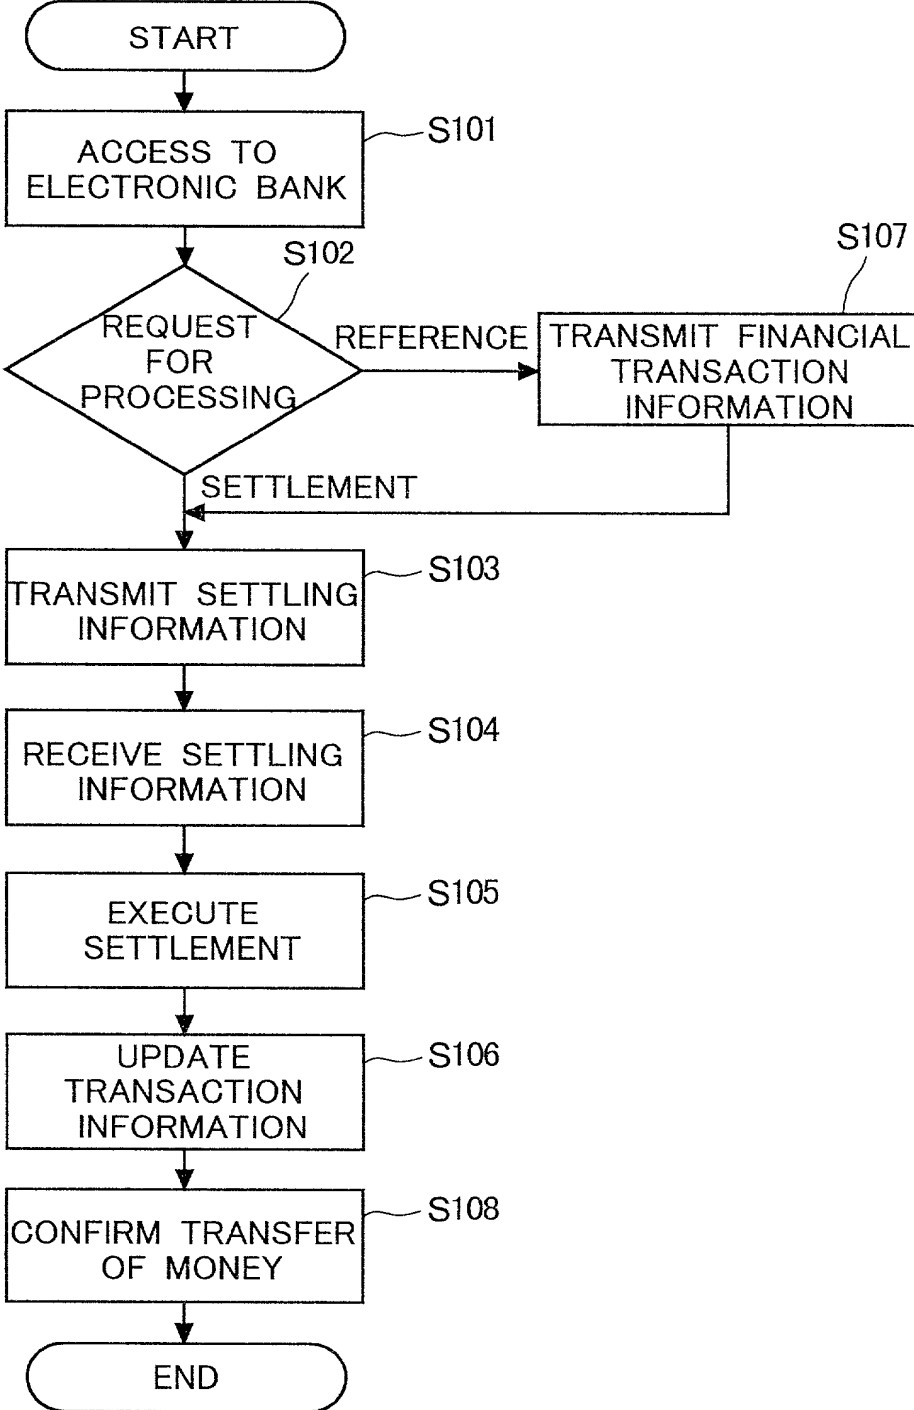 START
S101
ACCESS TO
ELECTRONIC BANK
S102
S107
REQUEST
FOR
PROCESSING
REFERENCE
TRANSMIT FINANCIAL
TRANSACTION
INFORMATION
SETTLEMENT
S103
TRANSMIT SETTLING
INFORMATION
S104
RECEIVE SETTLING
INFORMATION
S105
EXECUTE
SETTLEMENT
S106
UPDATE
TRANSACTION
INFORMATION
S108
CONFIRM TRANSFER
OF MONEY
END